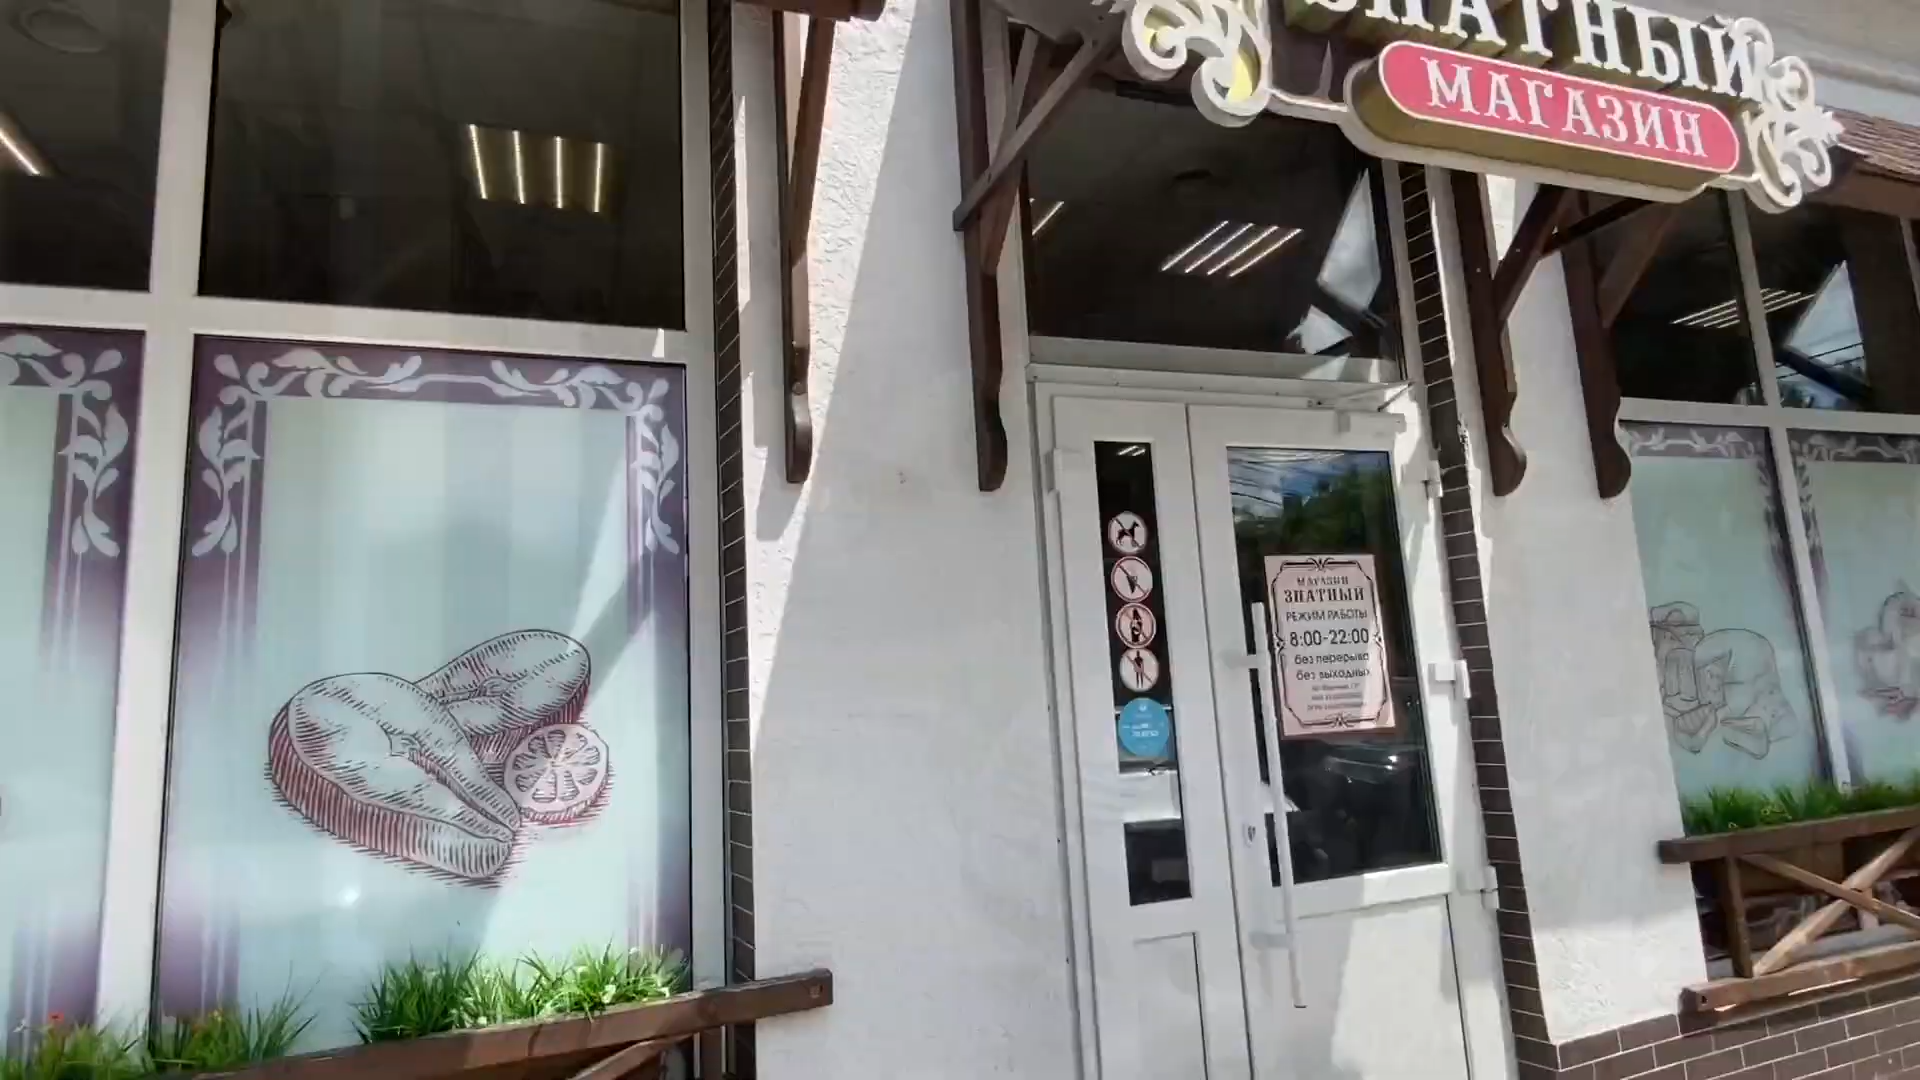 ЗНАТНЫЙ
МАГАЗИН
МАГАЗИН
ЗНАТНЫЙ
РЕЖИМ РАБОТЫ
8:00-22:00
без перерыва
без выходных